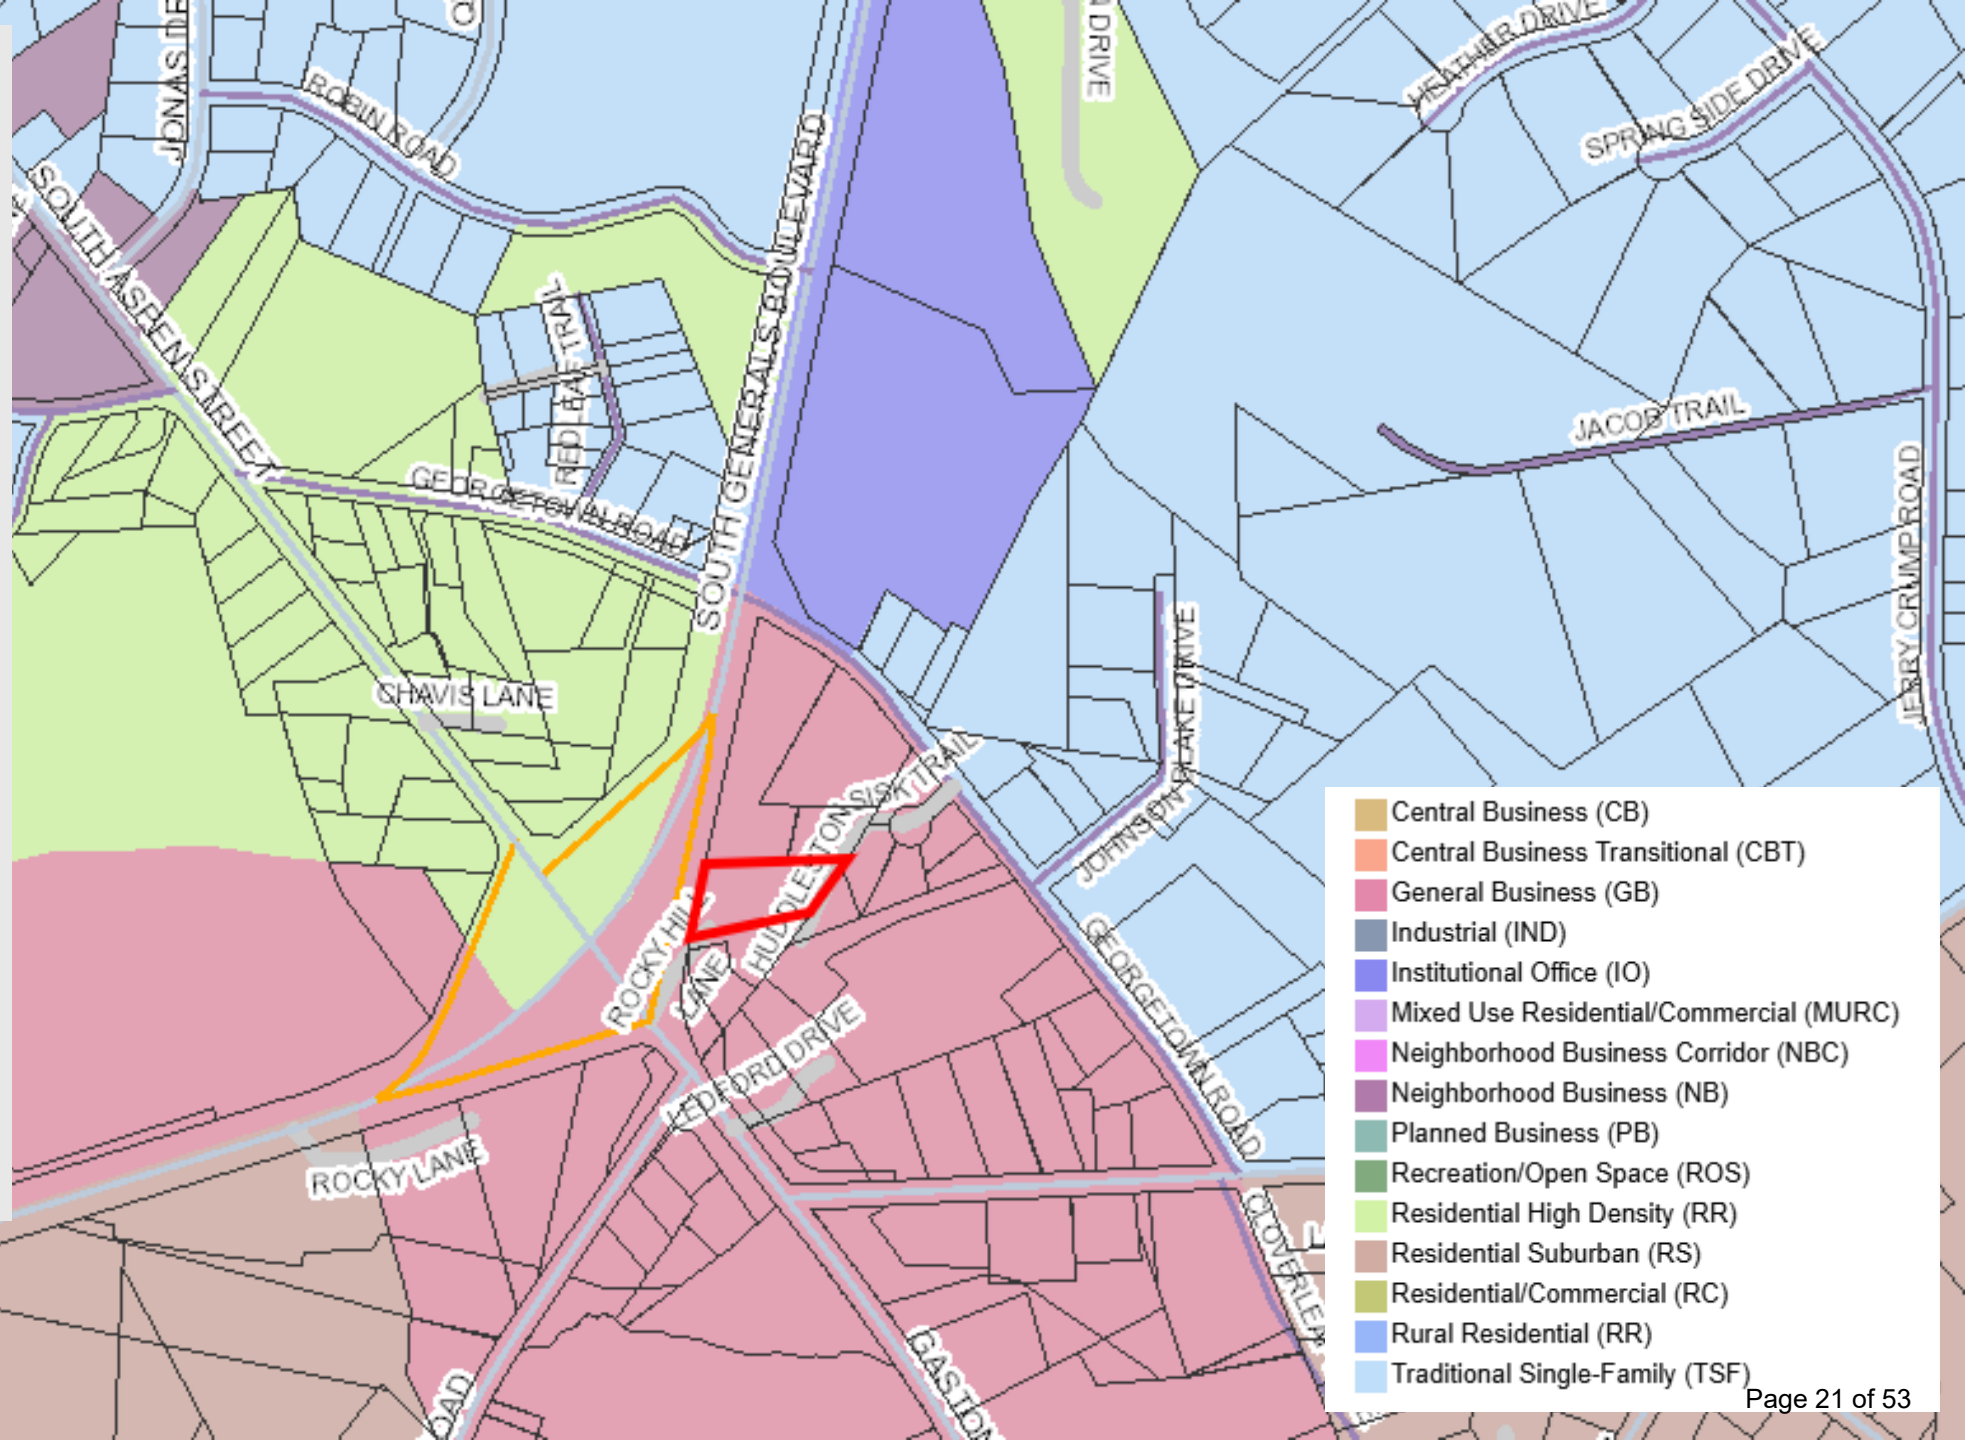 JONAS DR
ROBIN ROAD
A DRIVE
HEATHER DRIVE
SPRING SIDE DRIVE
SOUTH ASPEN STREET
SOUTH GENERALS BOULEVARD
RED LEAF TRAIL
GEORGETOWN ROAD
JACOB TRAIL
JERRY CRUMP ROAD
CHAVIS LANE
JOHNSON BLAKE DRIVE
HUDDLESTON SISK TRAIL
ROCKY HILL
LANE
LEDFORD DRIVE
GEORGETOWN ROAD
ROCKY LANE
CLOVERLEA
GASTON
OAD
Central Business (CB)
Central Business Transitional (CBT)
General Business (GB)
Industrial (IND)
Institutional Office (IO)
Mixed Use Residential/Commercial (MURC)
Neighborhood Business Corridor (NBC)
Neighborhood Business (NB)
Planned Business (PB)
Recreation/Open Space (ROS)
Residential High Density (RR)
Residential Suburban (RS)
Residential/Commercial (RC)
Rural Residential (RR)
Traditional Single-Family (TSF)
Page 21 of 53